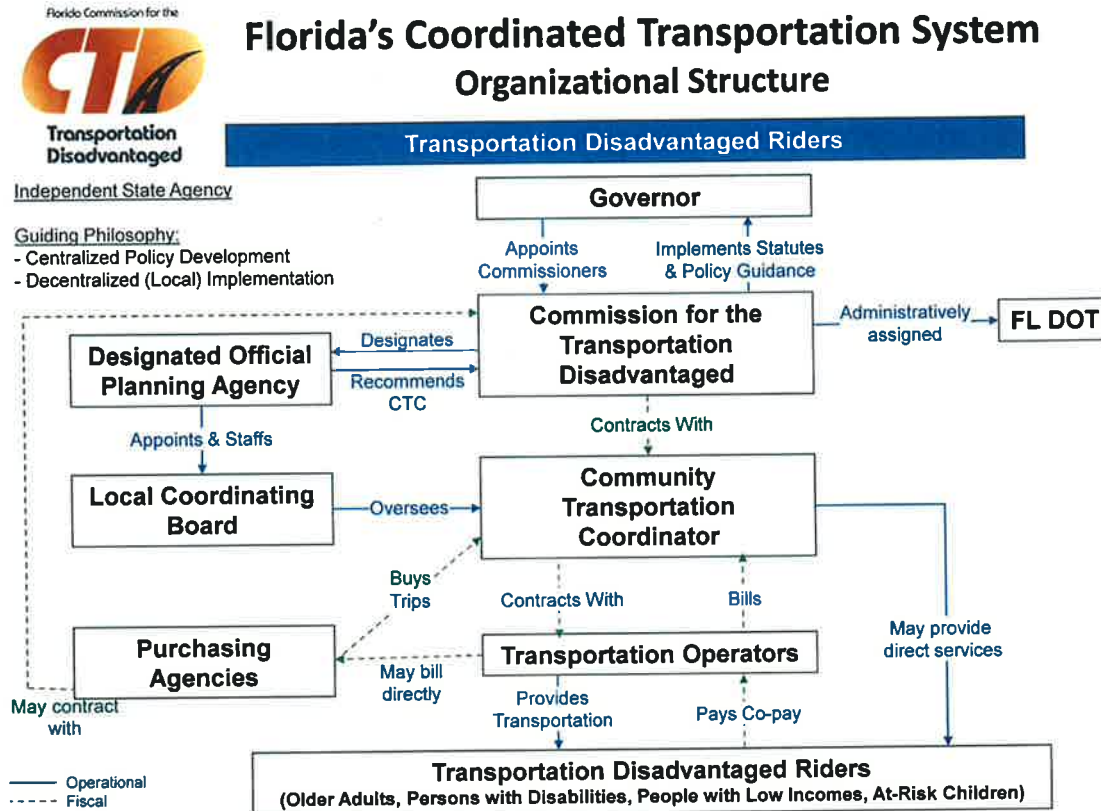 Florida Commission for the
CTD
Transportation
Disadvantaged
Florida's Coordinated Transportation System
Organizational Structure
Transportation Disadvantaged Riders
Independent State Agency
Guiding Philosophy:
- Centralized Policy Development
- Decentralized (Local) Implementation
Governor
Appoints
Commissioners
Implements Statutes
& Policy Guidance
Commission for the
Transportation
Disadvantaged
Administratively
assigned
FL DOT
Designates
Recommends
CTC
Designated Official
Planning Agency
Appoints & Staffs
Contracts With
Local Coordinating
Board
Oversees
Community
Transportation
Coordinator
Buys
Trips
Contracts With
Bills
May provide
direct services
Purchasing
Agencies
May bill
directly
Transportation Operators
May contract
with
Provides
Transportation
Pays Co-pay
Transportation Disadvantaged Riders
(Older Adults, Persons with Disabilities, People with Low Incomes, At-Risk Children)
Operational
Fiscal